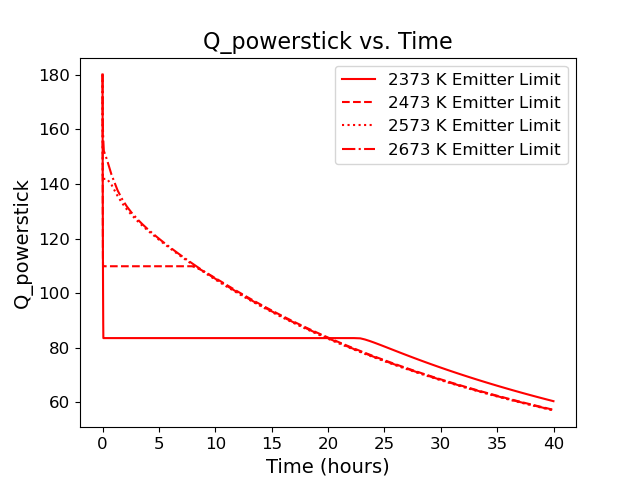 Q_powerstick vs. Time
2373 K Emitter Limit
2473 K Emitter Limit
2573 K Emitter Limit
2673 K Emitter Limit
Q_powerstick
180
160
140
120
100
80
60
0 5 10 15 20 25 30 35 40
Time (hours)